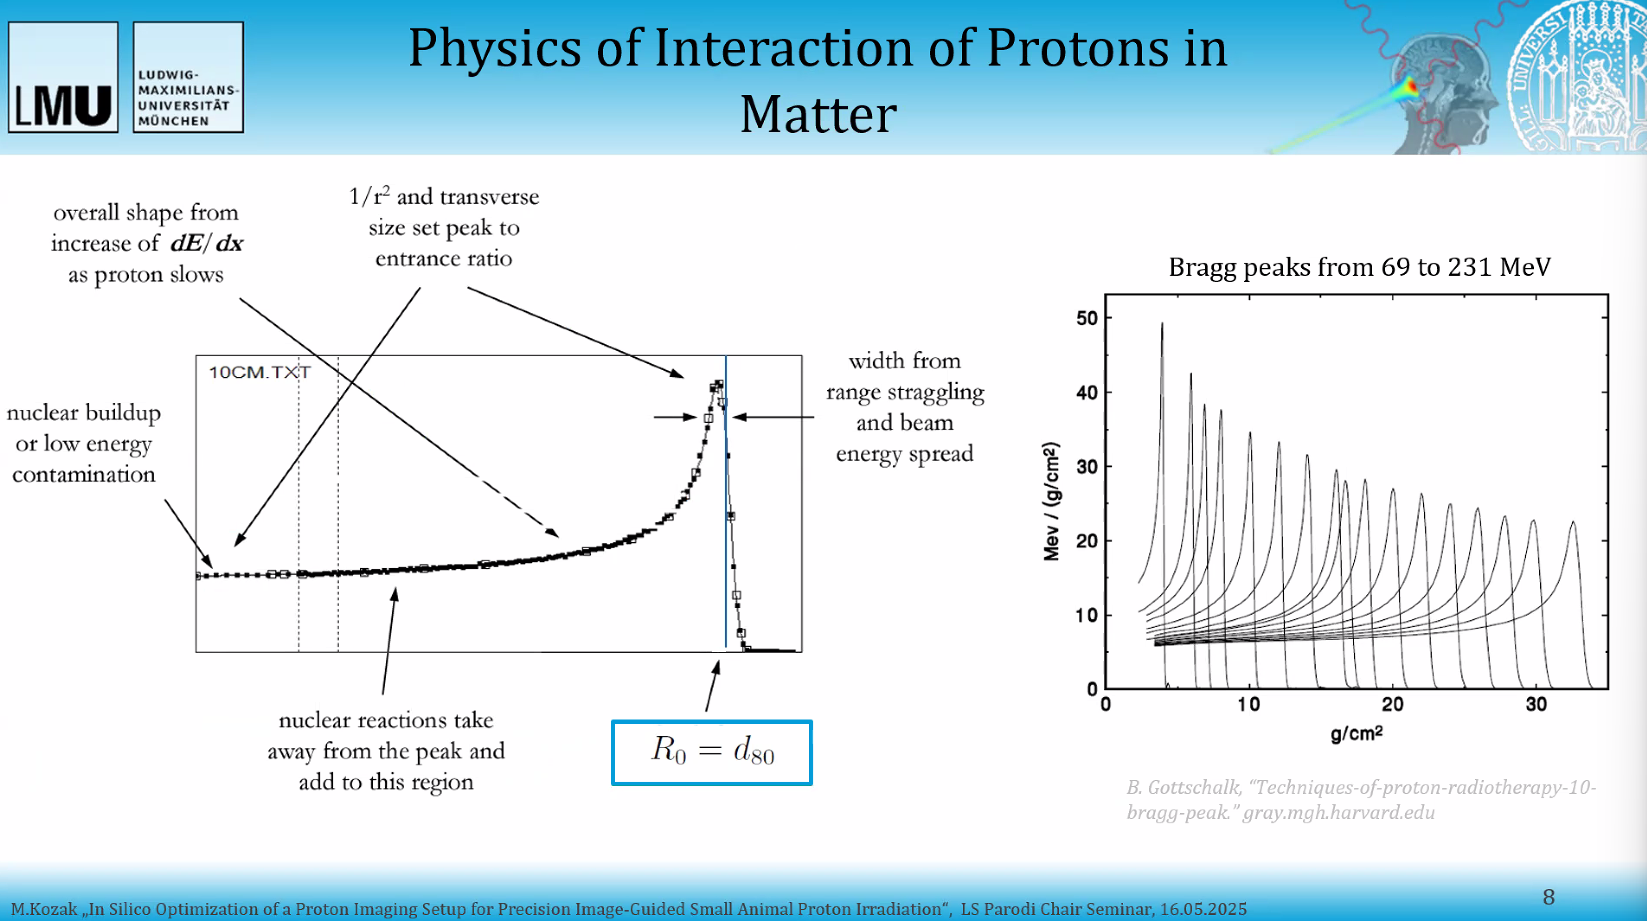 Physics of Interaction of Protons in
Matter
LMU
LUDWIG-
MAXIMILIANS-
UNIVERSITÄT
MÜNCHEN
1/r² and transverse
size set peak to
entrance ratio
overall shape from
increase of dE/dx
as proton slows
nuclear buildup
or low energy
contamination
10CM.TXT
width from
range straggling
and beam
energy spread
nuclear reactions take
away from the peak and
add to this region
R₀ = d₈₀
Bragg peaks from 69 to 231 MeV
Mev / (g/cm²)
50
40
30
20
10
0
0 10 20 30
g/cm²
B. Gottschalk, “Techniques-of-proton-radiotherapy-10-
bragg-peak.” gray.mgh.harvard.edu
M.Kozak „In Silico Optimization of a Proton Imaging Setup for Precision Image-Guided Small Animal Proton Irradiation“, LS Parodi Chair Seminar, 16.05.2025
8